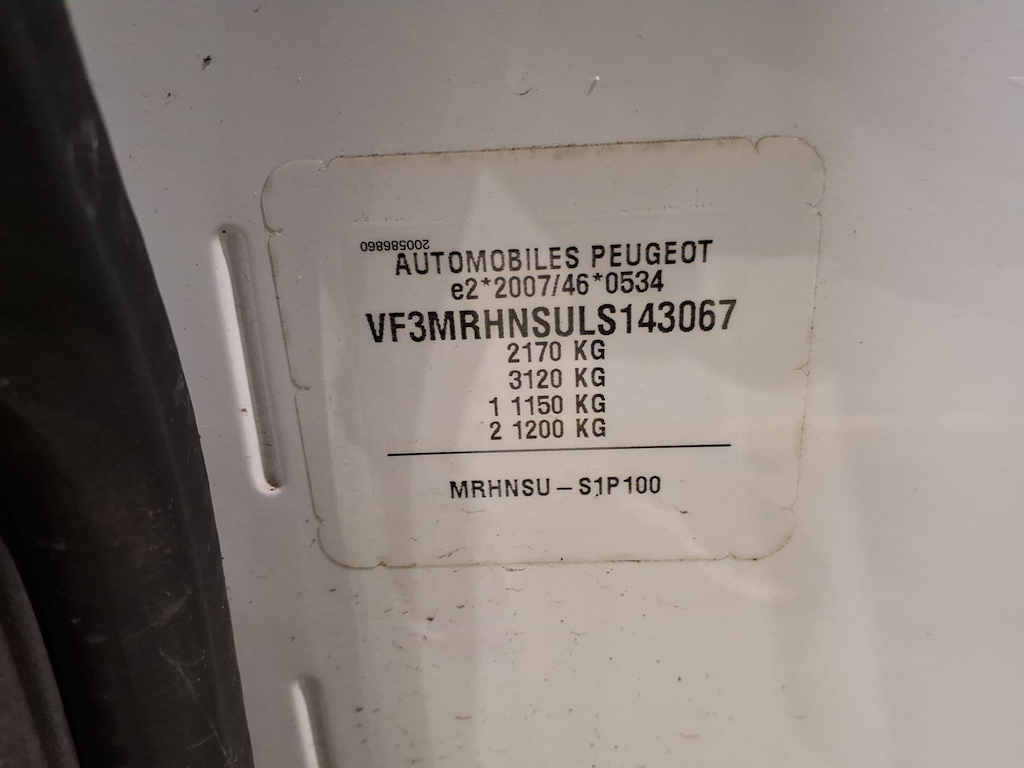 200586860
AUTOMOBILES PEUGEOT
e2*2007/46*0534
VF3MRHNSULS143067
2170 KG
3120 KG
1 1150 KG
2 1200 KG
MRHNSU-S1P100